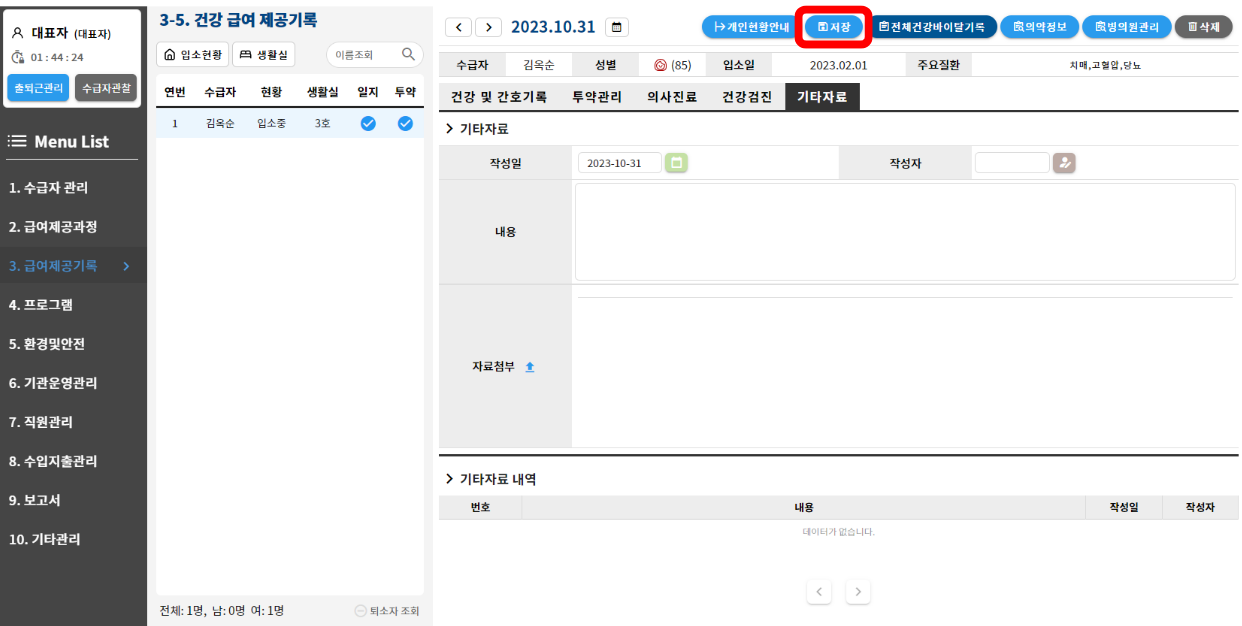 대표자 (대표자)
01 : 44 : 24
출퇴근관리 수급자관찰
Menu List
1. 수급자 관리
2. 급여제공과정
3. 급여제공기록
4. 프로그램
5. 환경및안전
6. 기관운영관리
7. 직원관리
8. 수입지출관리
9. 보고서
10. 기타관리
3-5. 건강 급여 제공기록
입소현황 생활실 이름조회
연번 수급자 현황 생활실 일지 투약
1 김옥순 입소중 3호
전체: 1명, 남: 0명 여: 1명 퇴소자 조회
2023.10.31
개인현황안내 저장 전체건강바이탈기록 의약정보 병의원관리 삭제
수급자 김옥순 성별 여 (85) 입소일 2023.02.01 주요질환 치매,고혈압,당뇨
건강 및 간호기록 투약관리 의사진료 건강검진 기타자료
기타자료
작성일 2023-10-31 작성자
내용
자료첨부
기타자료 내역
번호 내용 작성일 작성자
데이터가 없습니다.